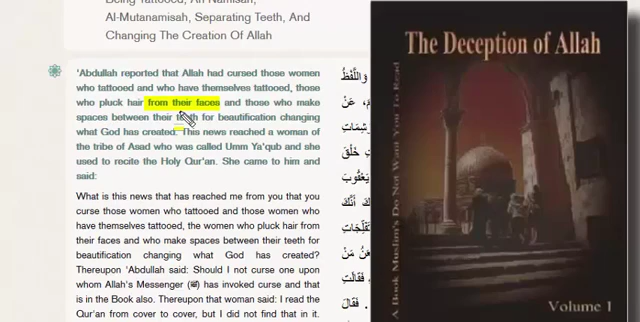 Being Tattooed, An-Namisah,
Al-Mutanamisah, Separating Teeth, And
Changing The Creation Of Allah
'Abdullah reported that Allah had cursed those women
who tattooed and who have themselves tattooed, those
who pluck hair from their faces and those who make
spaces between their teeth for beautification changing
what God has created. This news reached a woman of
the tribe of Asad who was called Umm Ya'qub and she
used to recite the Holy Qur'an. She came to him and
said:
What is this news that has reached me from you that you
curse those women who tattooed and those women who
have themselves tattooed, the women who pluck hair from
their faces and who make spaces between their teeth for
beautification changing what God has created?
Thereupon 'Abdullah said: Should I not curse one upon
whom Allah's Messenger (ﷺ) has invoked curse and that
is in the Book also. Thereupon that woman said: I read the
Qur'an from cover to cover, but I did not find that in it.
وَاللَّفْظُ
عَنْ
خَلْقَ
يَعْقُوبَ
أَنَّكَ
مَنْ
فَقَالَتْ
فَقَالَ
The Deception of Allah
A Book Muslim's Do Not Want You To Read
Volume 1